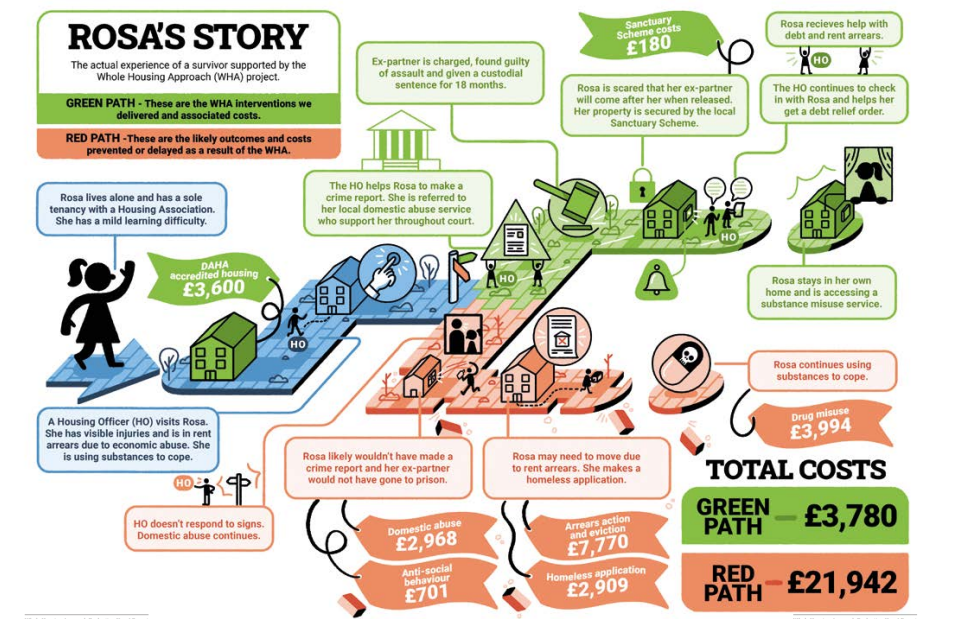 ROSA'S STORY
The actual experience of a survivor supported by the
Whole Housing Approach (WHA) project.
GREEN PATH - These are the WHA interventions we
delivered and associated costs.
RED PATH -These are the likely outcomes and costs
prevented or delayed as a result of the WHA.
Rosa lives alone and has a sole
tenancy with a Housing Association.
She has a mild learning difficulty.
DAHA
accredited housing
£3,600
HO
A Housing Officer (HO) visits Rosa.
She has visible injuries and is in rent
arrears due to economic abuse. She
is using substances to cope.
The HO helps Rosa to make a
crime report. She is referred to
her local domestic abuse service
who support her throughout court.
HO
Ex-partner is charged, found guilty
of assault and given a custodial
sentence for 18 months.
Sanctuary
Scheme costs
£180
Rosa is scared that her ex-partner
will come after her when released.
Her property is secured by the local
Sanctuary Scheme.
Rosa recieves help with
debt and rent arrears.
HO
The HO continues to check
in with Rosa and helps her
get a debt relief order.
HO
Rosa stays in her own
home and is accessing a
substance misuse service.
HO
HO doesn't respond to signs.
Domestic abuse continues.
Rosa likely wouldn't have made a
crime report and her ex-partner
would not have gone to prison.
Domestic abuse
£2,968
Anti-social
behaviour
£701
Rosa may need to move due
to rent arrears. She makes a
homeless application.
Arrears action
and eviction
£7,770
Homeless application
£2,909
Rosa continues using
substances to cope.
Drug misuse
£3,994
TOTAL COSTS
GREEN
PATH - £3,780
RED
PATH - £21,942